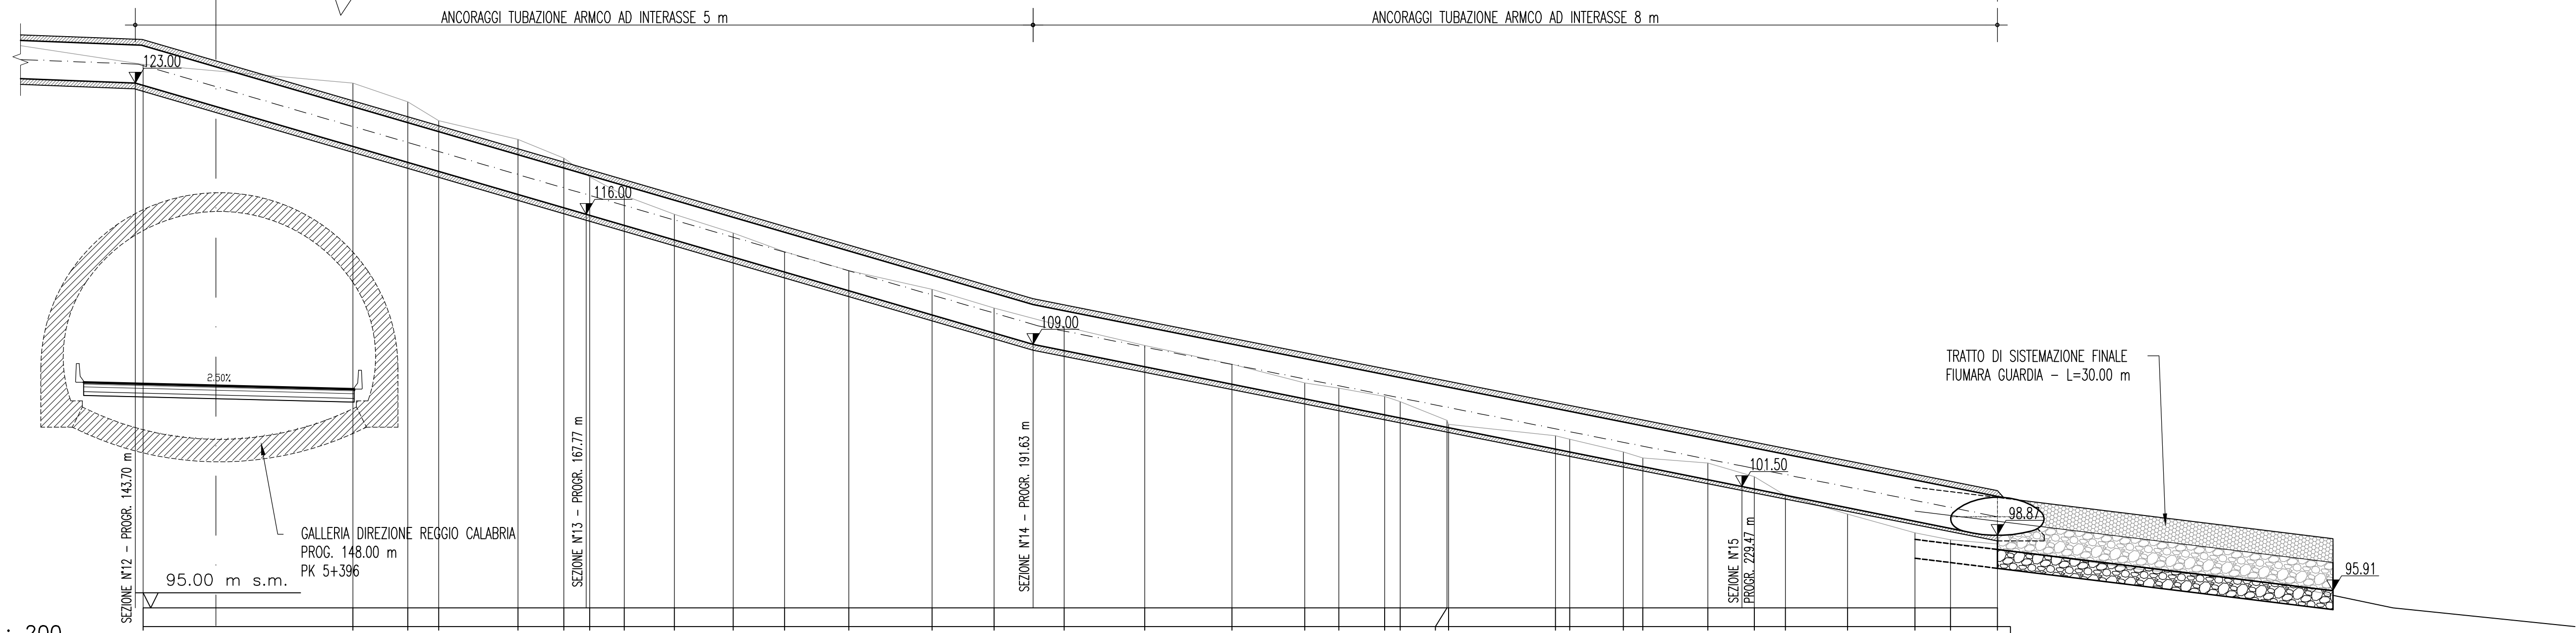 ANCORAGGI TUBAZIONE ARMCO AD INTERASSE 5 m
ANCORAGGI TUBAZIONE ARMCO AD INTERASSE 8 m
123.00
116.00
109.00
101.50
98.87
95.91
2.50%
TRATTO DI SISTEMAZIONE FINALE
FIUMARA GUARDIA - L=30.00 m
SEZIONE N°12 - PROGR. 143.70 m
SEZIONE N°13 - PROGR. 167.77 m
SEZIONE N°14 - PROGR. 191.63 m
SEZIONE N°15
PROGR. 229.47 m
GALLERIA DIREZIONE REGGIO CALABRIA
PROG. 148.00 m
PK 5+396
95.00 m s.m.
: 200